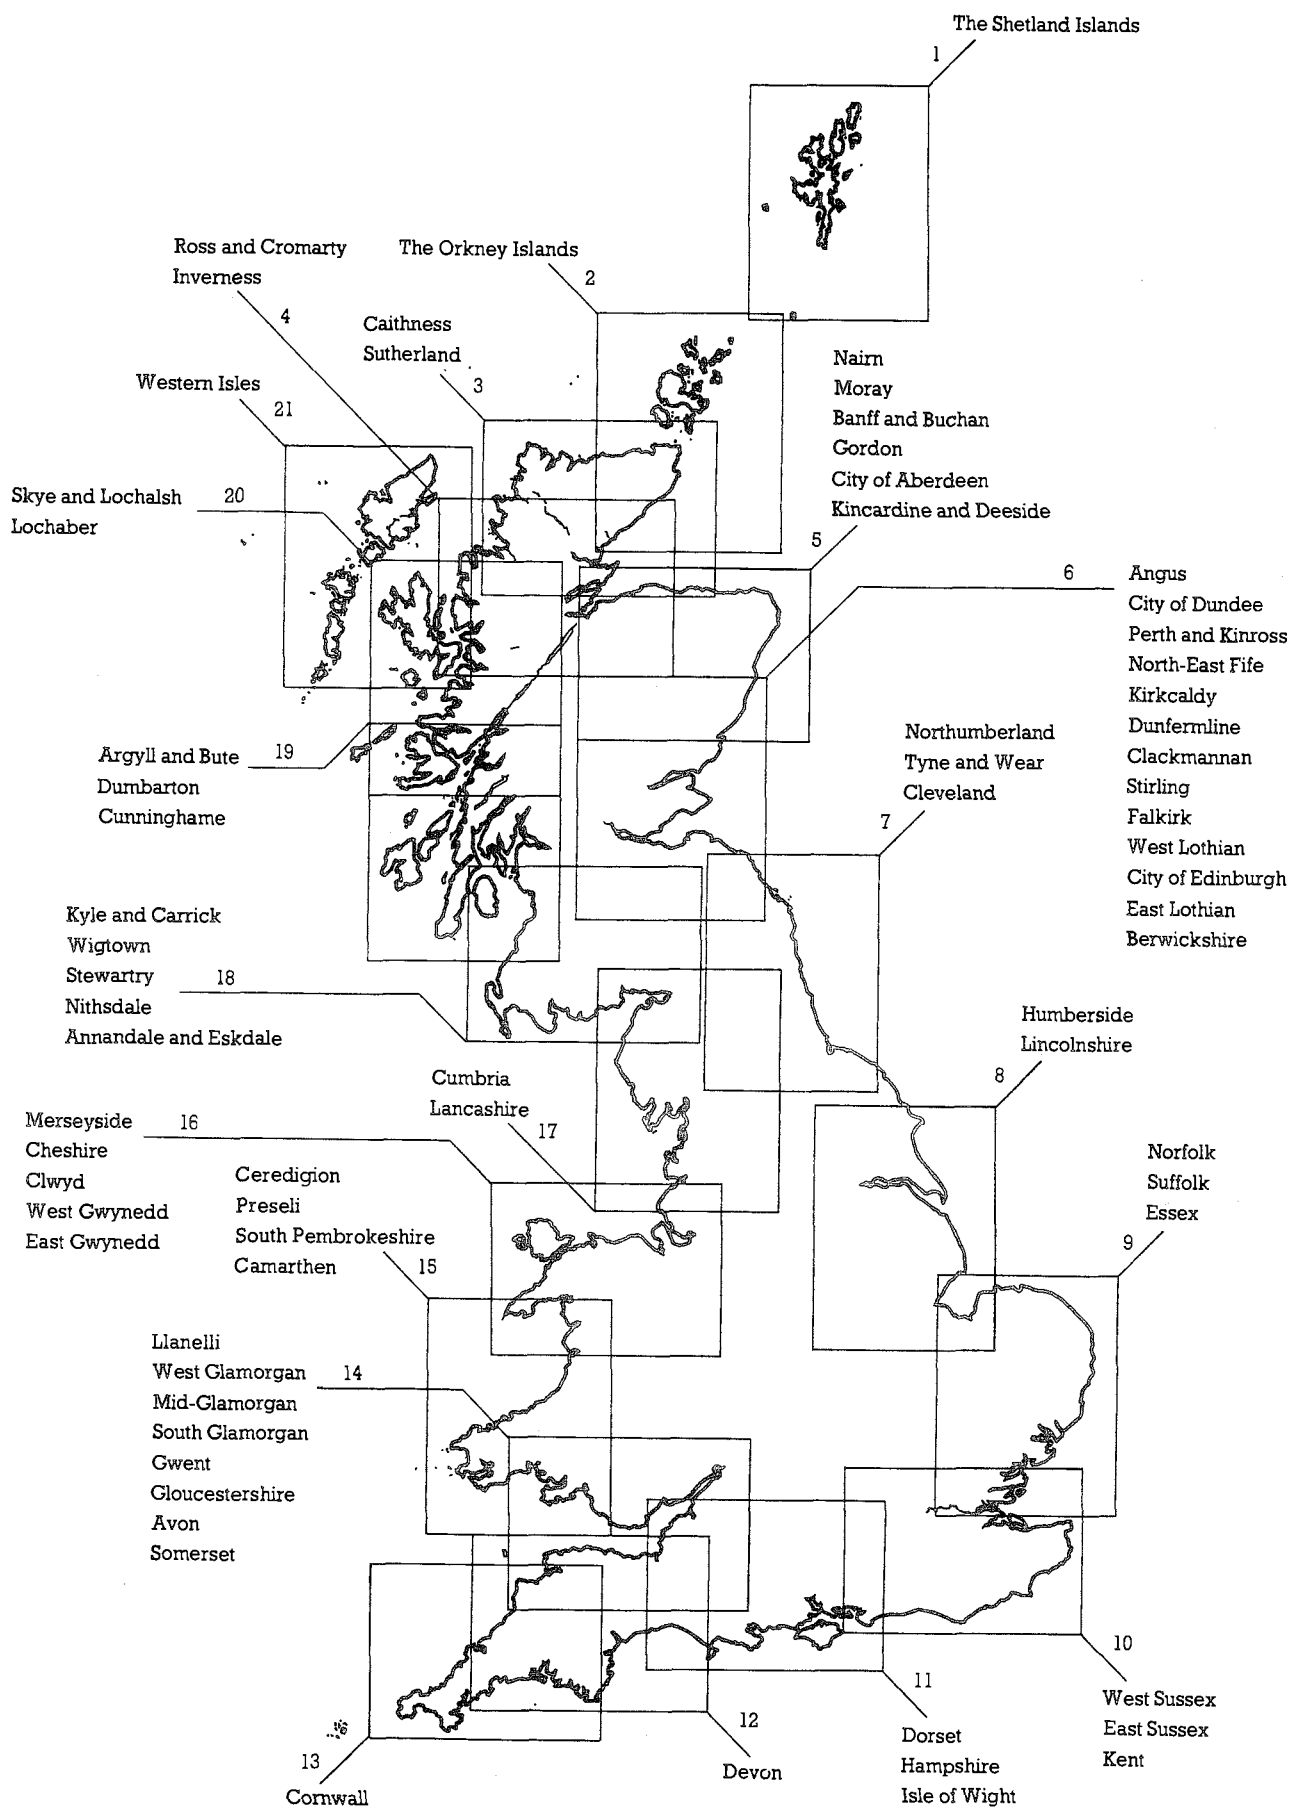 The Shetland Islands
1
Ross and Cromarty
Inverness
4
The Orkney Islands
2
Caithness
Sutherland
3
Western Isles
21
Nairn
Moray
Banff and Buchan
Gordon
City of Aberdeen
Kincardine and Deeside
5
Skye and Lochalsh 20
Lochaber
6
Angus
City of Dundee
Perth and Kinross
North-East Fife
Kirkcaldy
Dunfermline
Clackmannan
Stirling
Falkirk
West Lothian
City of Edinburgh
East Lothian
Berwickshire
Northumberland
Tyne and Wear
Cleveland
7
Argyll and Bute 19
Dumbarton
Cunninghame
Kyle and Carrick
Wigtown
Stewartry 18
Nithsdale
Annandale and Eskdale
Humberside
Lincolnshire
8
Cumbria
Lancashire
17
Merseyside 16
Cheshire
Clwyd
West Gwynedd
East Gwynedd
Norfolk
Suffolk
Essex
9
Ceredigion
Preseli
South Pembrokeshire
Camarthen
15
Llanelli
West Glamorgan 14
Mid-Glamorgan
South Glamorgan
Gwent
Gloucestershire
Avon
Somerset
10
West Sussex
East Sussex
Kent
11
Dorset
Hampshire
Isle of Wight
12
Devon
13
Cornwall